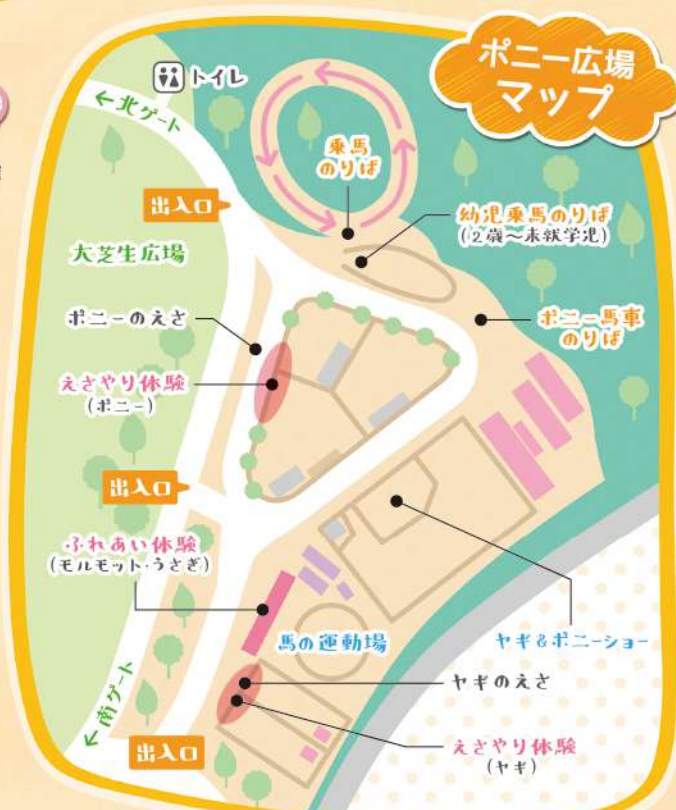 ポニー広場
マップ
トイレ
←北ゲート
乗馬
のりば
出入口
幼児乗馬のりば
(2歳〜未就学児)
大芝生広場
ポニーのえさ
ポニー馬車
のりば
えさやり体験
(ポニー)
出入口
ふれあい体験
(モルモット・うさぎ)
馬の運動場
ヤギ&ポニーショー
ヤギのえさ
←南ゲート
出入口
えさやり体験
(ヤギ)